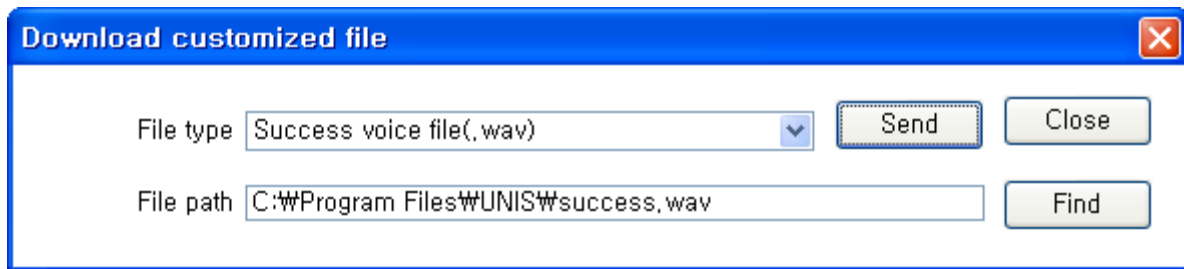 Download customized file
File type Success voice file(.wav) Send Close
File path C:₩Program Files₩UNIS₩success.wav Find